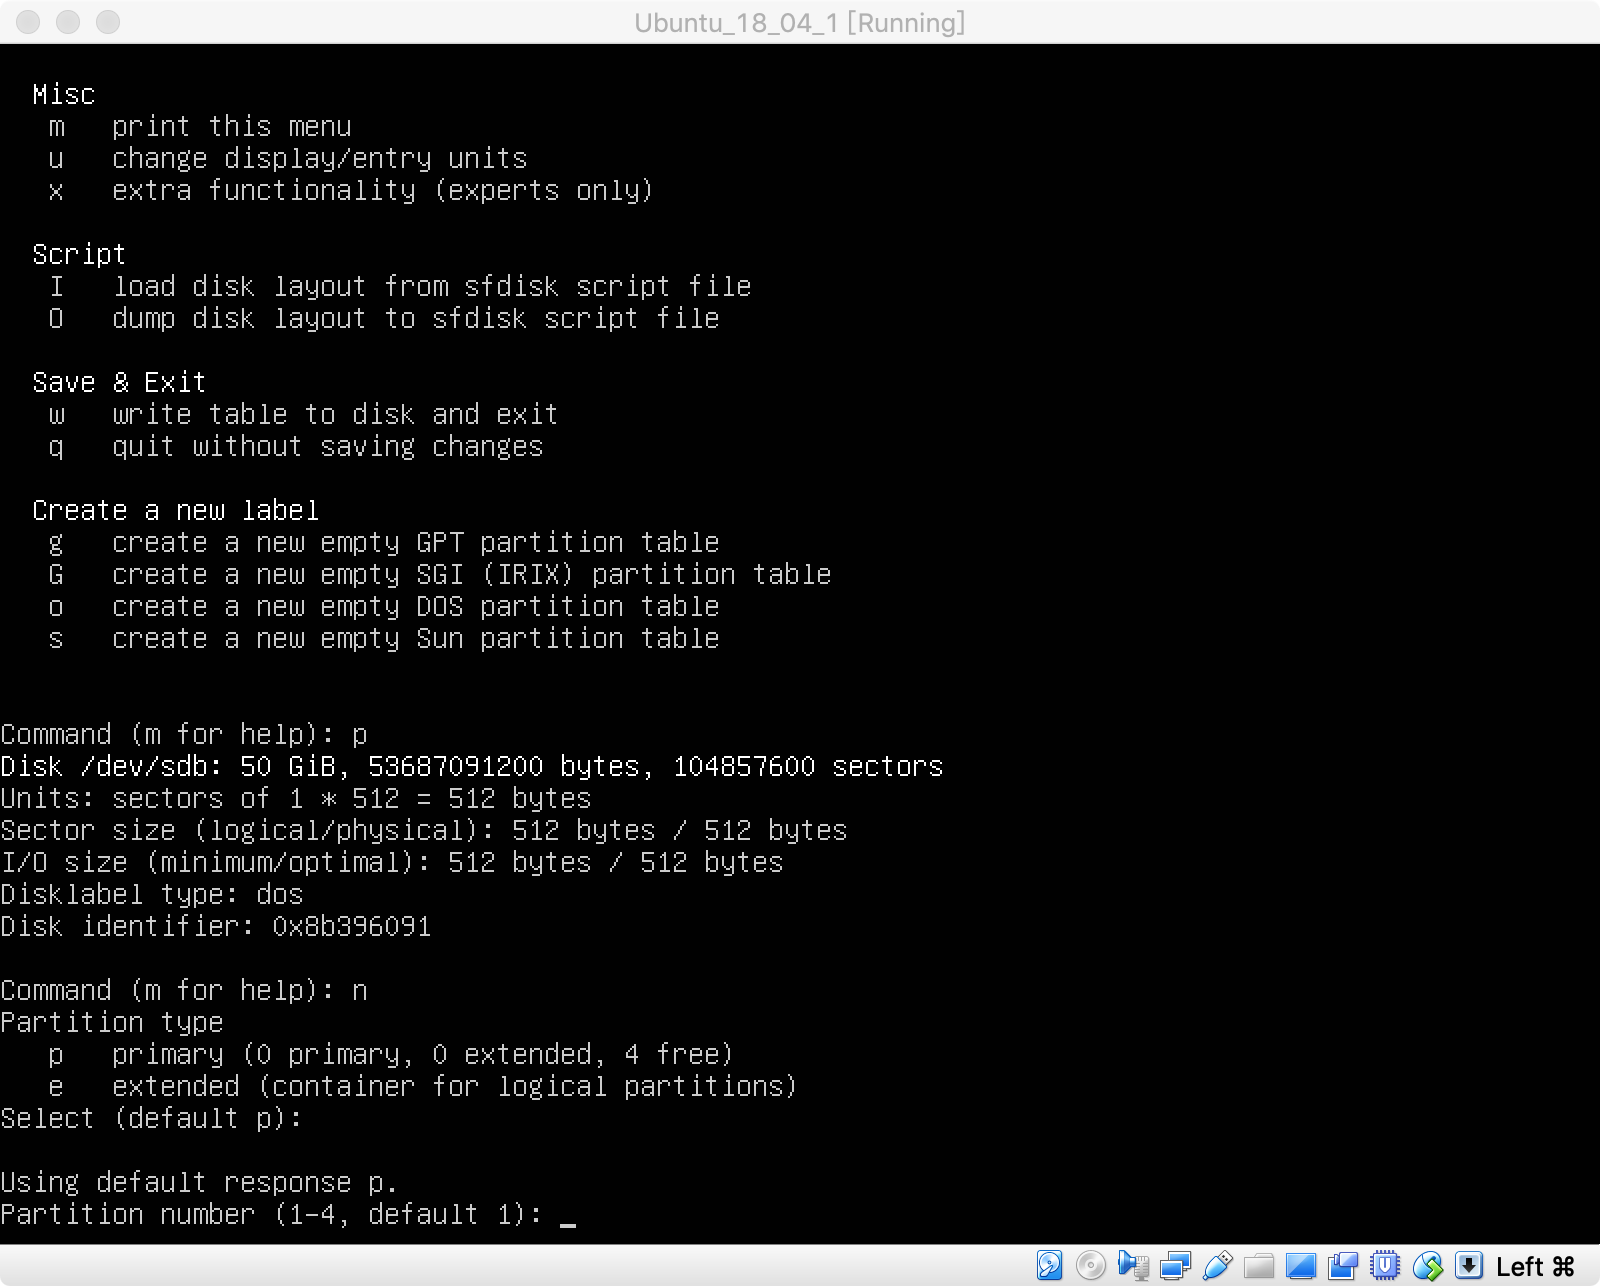 Ubuntu_18_04_1 [Running]
Misc
m print this menu
u change display/entry units
x extra functionality (experts only)
Script
I load disk layout from sfdisk script file
O dump disk layout to sfdisk script file
Save & Exit
w write table to disk and exit
q quit without saving changes
Create a new label
g create a new empty GPT partition table
G create a new empty SGI (IRIX) partition table
o create a new empty DOS partition table
s create a new empty Sun partition table
Command (m for help): p
Disk /dev/sdb: 50 GiB, 53687091200 bytes, 104857600 sectors
Units: sectors of 1 * 512 = 512 bytes
Sector size (logical/physical): 512 bytes / 512 bytes
I/O size (minimum/optimal): 512 bytes / 512 bytes
Disklabel type: dos
Disk identifier: 0x8b396091
Command (m for help): n
Partition type
p primary (0 primary, 0 extended, 4 free)
e extended (container for logical partitions)
Select (default p):
Using default response p.
Partition number (1-4, default 1): _
Left ⌘